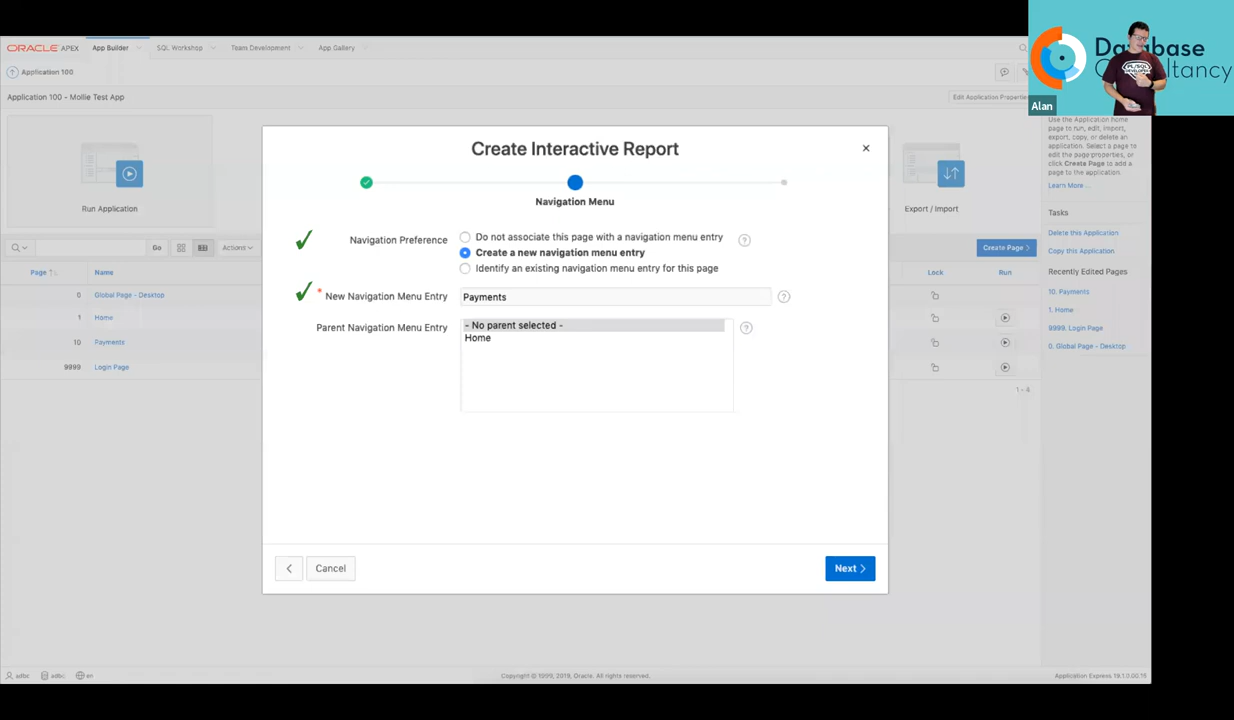 ORACLE APEX App Builder SQL Workshop Team Development App Gallery
Application 100
Application 100 - Mollie Test App
Edit Application Properties
Database
Consultancy
PL/SQL
DEVELOPER
Alan
Use the Application home
page to run, edit, import,
export, copy, or delete an
application. Select a page to
edit the page properties, or
click Create Page to add a
page to the application.
Learn More...
Run Application
Export / Import
Go
Actions
Create Page >
Page
Name
Lock
Run
0 Global Page - Desktop
1 Home
10 Payments
9999 Login Page
1 - 4
Tasks
Delete this Application
Copy this Application
Recently Edited Pages
10. Payments
1. Home
9999. Login Page
0. Global Page - Desktop
Create Interactive Report
Navigation Menu
Navigation Preference
Do not associate this page with a navigation menu entry
Create a new navigation menu entry
Identify an existing navigation menu entry for this page
* New Navigation Menu Entry Payments
Parent Navigation Menu Entry
- No parent selected -
Home
Cancel
Next >
adbc adbc en
Copyright © 1999, 2019, Oracle. All rights reserved.
Application Express 19.1.0.00.15